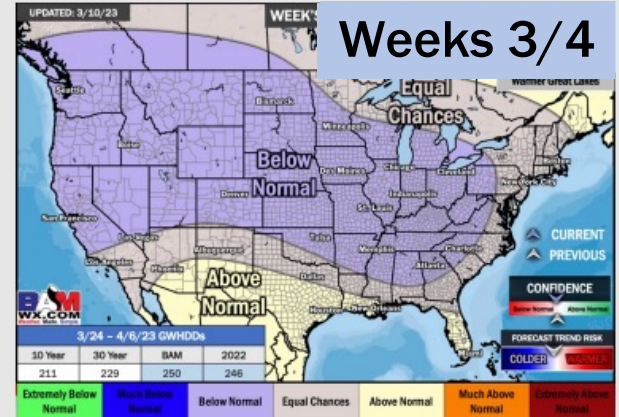 UPDATED: 3/10/23
WEEK'S
Weeks 3/4
Warmer Great Lakes
Equal
Chances
Seattle
Bismarck
Minneapolis
Boise
Below
Normal
Des Moines
Chicago
Cleveland
Boston
New York City
Denver
Indianapolis
St. Louis
San Francisco
Las Vegas
Tulsa
Memphis
Charlotte
Albuquerque
Los Angeles
Phoenix
Dallas
Atlanta
Above
Normal
Houston
New Orleans
Miami
CURRENT
PREVIOUS
CONFIDENCE
Below Normal Above Normal
FORECAST TREND RISK
COLDER WARMER
BAM
WX.COM
Weather Made Simple
3/24 – 4/6/23 GWHDDs
10 Year 30 Year BAM 2022
211 229 250 246
Extremely Below
Normal
Much Below
Normal
Below Normal
Equal Chances
Above Normal
Much Above
Normal
Extremely Above
Normal